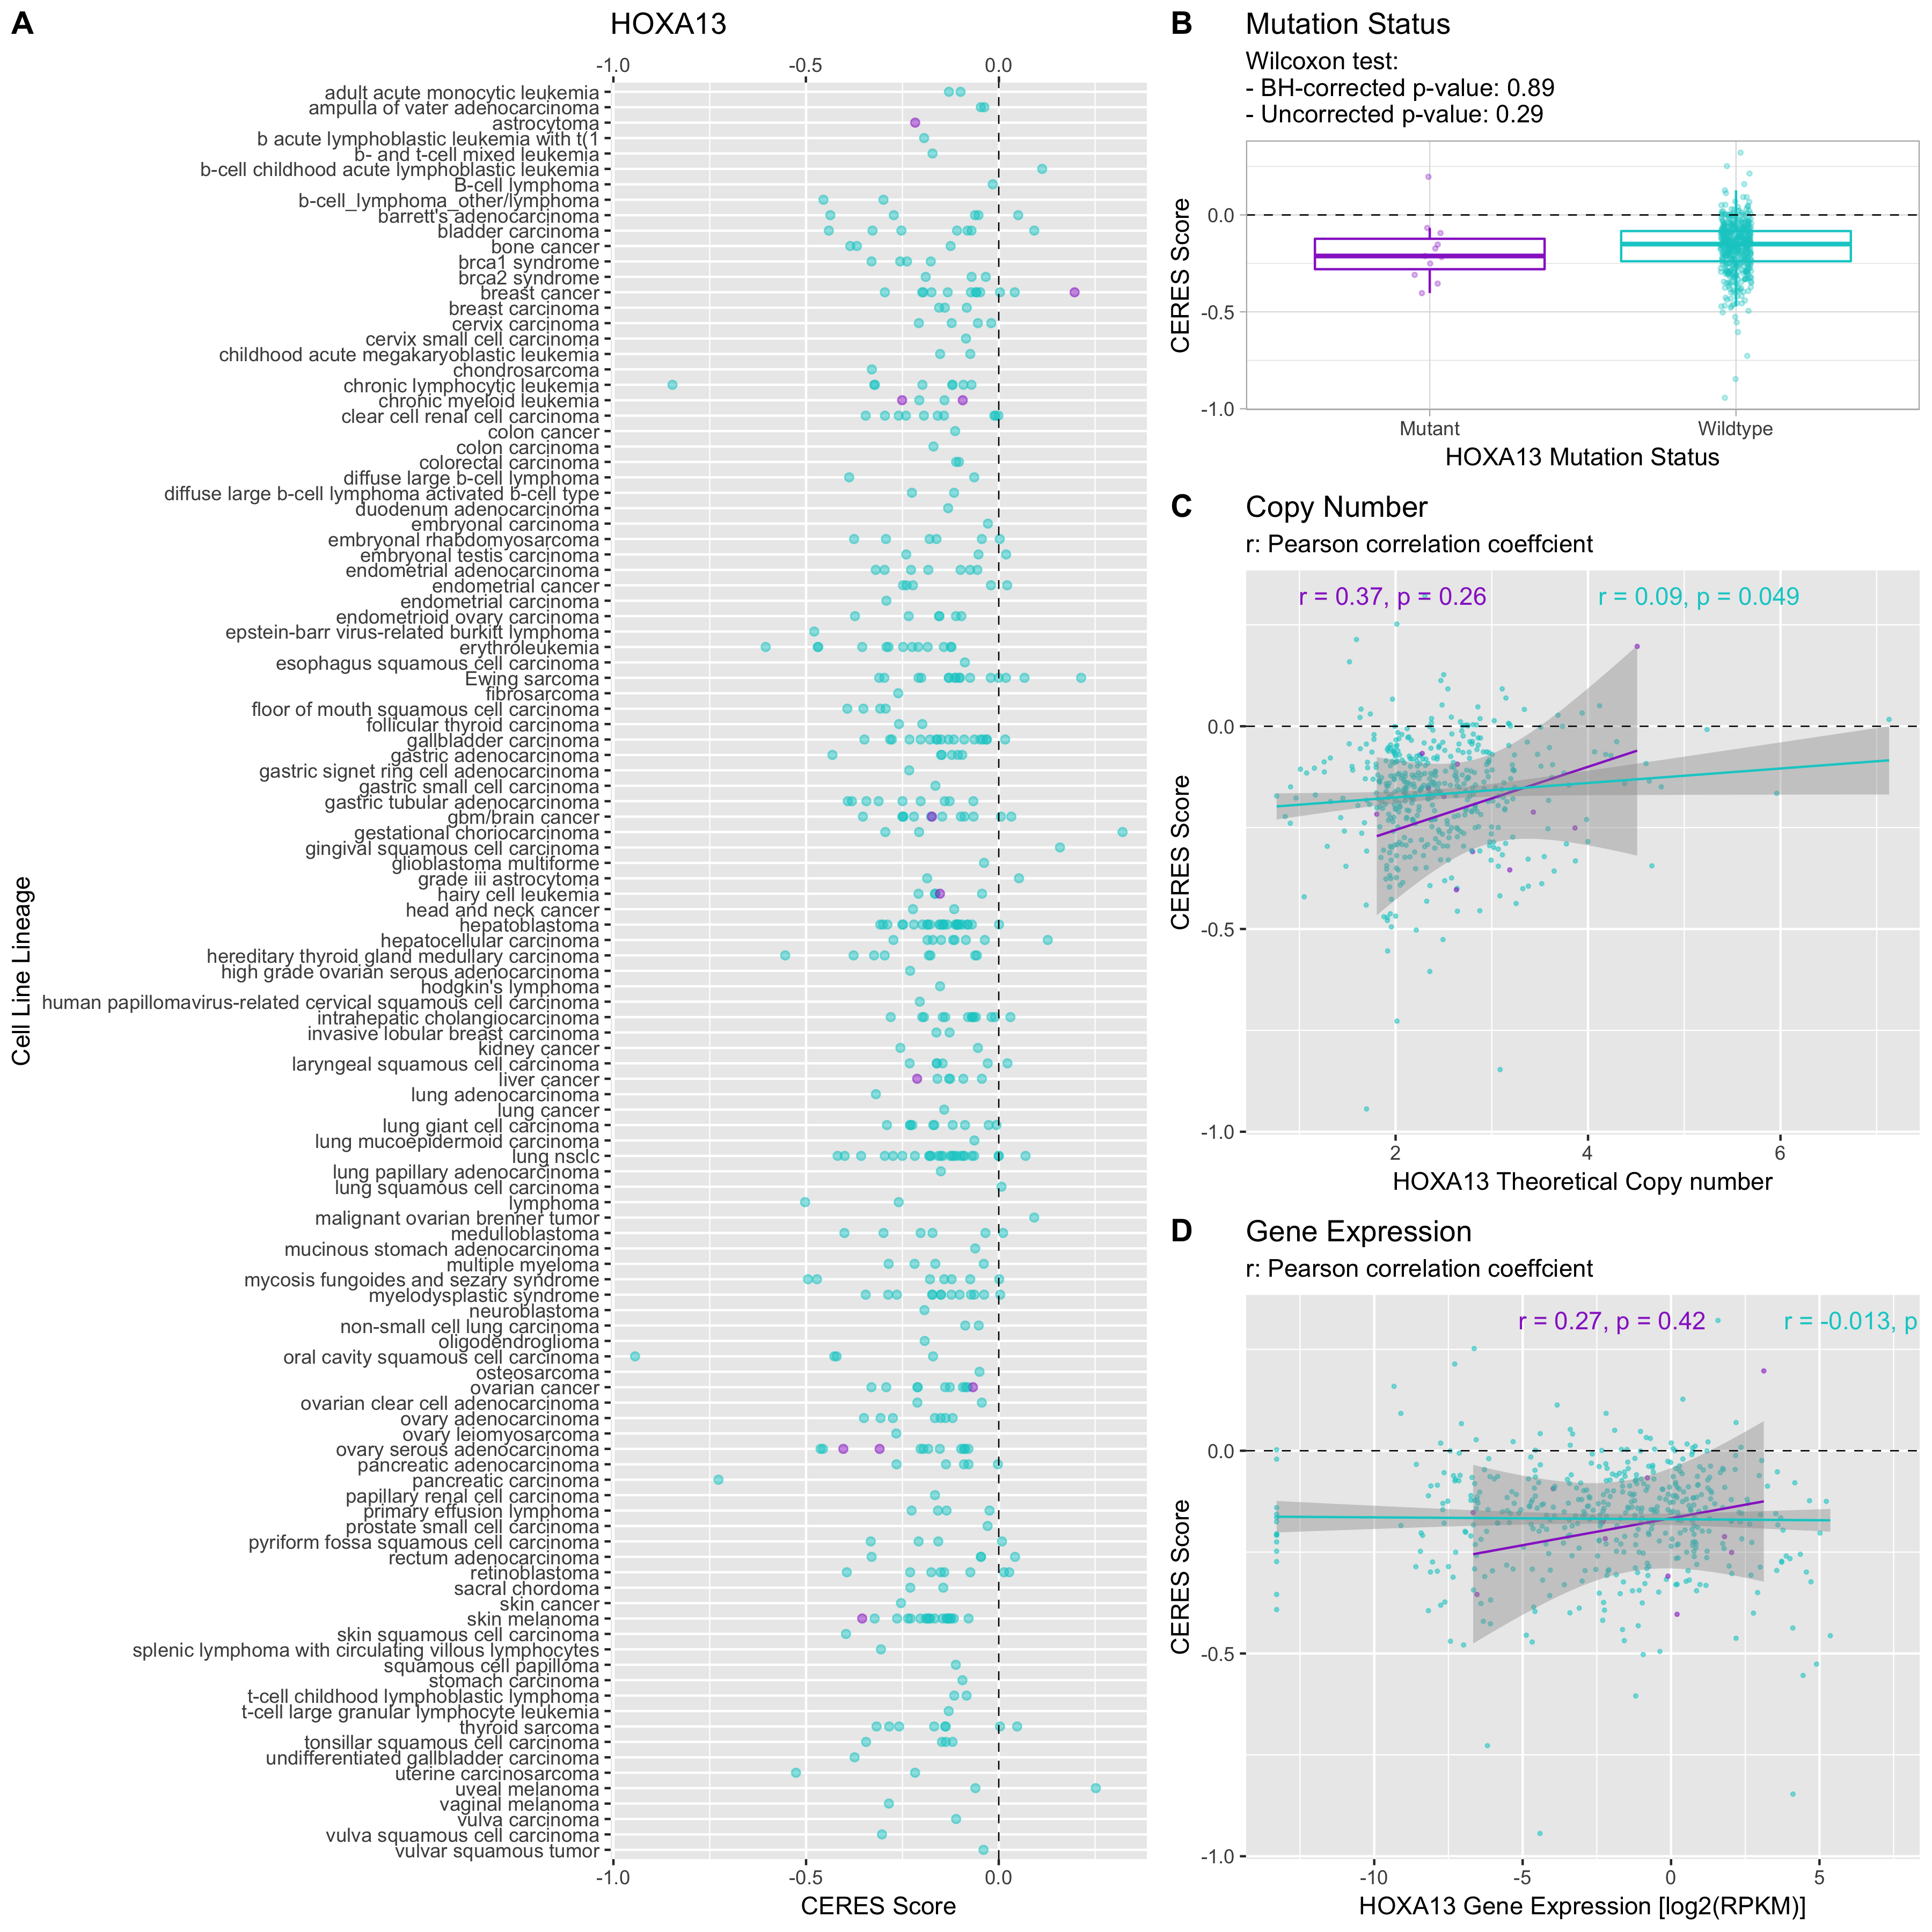 A
HOXA13
-1.0 -0.5 0.0
adult acute monocytic leukemia
ampulla of vater adenocarcinoma
astrocytoma
b acute lymphoblastic leukemia with t(1
b- and t-cell mixed leukemia
b-cell childhood acute lymphoblastic leukemia
B-cell lymphoma
b-cell_lymphoma_other/lymphoma
barrett's adenocarcinoma
bladder carcinoma
bone cancer
brca1 syndrome
brca2 syndrome
breast cancer
breast carcinoma
cervix carcinoma
cervix small cell carcinoma
childhood acute megakaryoblastic leukemia
chondrosarcoma
chronic lymphocytic leukemia
chronic myeloid leukemia
clear cell renal cell carcinoma
colon cancer
colon carcinoma
colorectal carcinoma
diffuse large b-cell lymphoma
diffuse large b-cell lymphoma activated b-cell type
duodenum adenocarcinoma
embryonal carcinoma
embryonal rhabdomyosarcoma
embryonal testis carcinoma
endometrial adenocarcinoma
endometrial cancer
endometrial carcinoma
endometrioid ovary carcinoma
epstein-barr virus-related burkitt lymphoma
erythroleukemia
esophagus squamous cell carcinoma
Ewing sarcoma
fibrosarcoma
floor of mouth squamous cell carcinoma
follicular thyroid carcinoma
gallbladder carcinoma
gastric adenocarcinoma
gastric signet ring cell adenocarcinoma
gastric small cell carcinoma
gastric tubular adenocarcinoma
gbm/brain cancer
gestational choriocarcinoma
gingival squamous cell carcinoma
glioblastoma multiforme
grade iii astrocytoma
hairy cell leukemia
head and neck cancer
hepatoblastoma
hepatocellular carcinoma
hereditary thyroid gland medullary carcinoma
high grade ovarian serous adenocarcinoma
hodgkin's lymphoma
human papillomavirus-related cervical squamous cell carcinoma
intrahepatic cholangiocarcinoma
invasive lobular breast carcinoma
kidney cancer
laryngeal squamous cell carcinoma
liver cancer
lung adenocarcinoma
lung cancer
lung giant cell carcinoma
lung mucoepidermoid carcinoma
lung nsclc
lung papillary adenocarcinoma
lung squamous cell carcinoma
lymphoma
malignant ovarian brenner tumor
medulloblastoma
mucinous stomach adenocarcinoma
multiple myeloma
mycosis fungoides and sezary syndrome
myelodysplastic syndrome
neuroblastoma
non-small cell lung carcinoma
oligodendroglioma
oral cavity squamous cell carcinoma
osteosarcoma
ovarian cancer
ovarian clear cell adenocarcinoma
ovary adenocarcinoma
ovary leiomyosarcoma
ovary serous adenocarcinoma
pancreatic adenocarcinoma
pancreatic carcinoma
papillary renal cell carcinoma
primary effusion lymphoma
prostate small cell carcinoma
pyriform fossa squamous cell carcinoma
rectum adenocarcinoma
retinoblastoma
sacral chordoma
skin cancer
skin melanoma
skin squamous cell carcinoma
splenic lymphoma with circulating villous lymphocytes
squamous cell papilloma
stomach carcinoma
t-cell childhood lymphoblastic lymphoma
t-cell large granular lymphocyte leukemia
thyroid sarcoma
tonsillar squamous cell carcinoma
undifferentiated gallbladder carcinoma
uterine carcinosarcoma
uveal melanoma
vaginal melanoma
vulva carcinoma
vulva squamous cell carcinoma
vulvar squamous tumor
-1.0 -0.5 0.0
CERES Score
Cell Line Lineage
B
Mutation Status
Wilcoxon test:
- BH-corrected p-value: 0.89
- Uncorrected p-value: 0.29
0.0
-0.5
-1.0
CERES Score
Mutant Wildtype
HOXA13 Mutation Status
C
Copy Number
r: Pearson correlation coeffcient
r = 0.37, p = 0.26 r = 0.09, p = 0.049
0.0
-0.5
-1.0
CERES Score
2 4 6
HOXA13 Theoretical Copy number
D
Gene Expression
r: Pearson correlation coeffcient
r = 0.27, p = 0.42 r = -0.013, p
0.0
-0.5
-1.0
CERES Score
-10 -5 0 5
HOXA13 Gene Expression [log2(RPKM)]